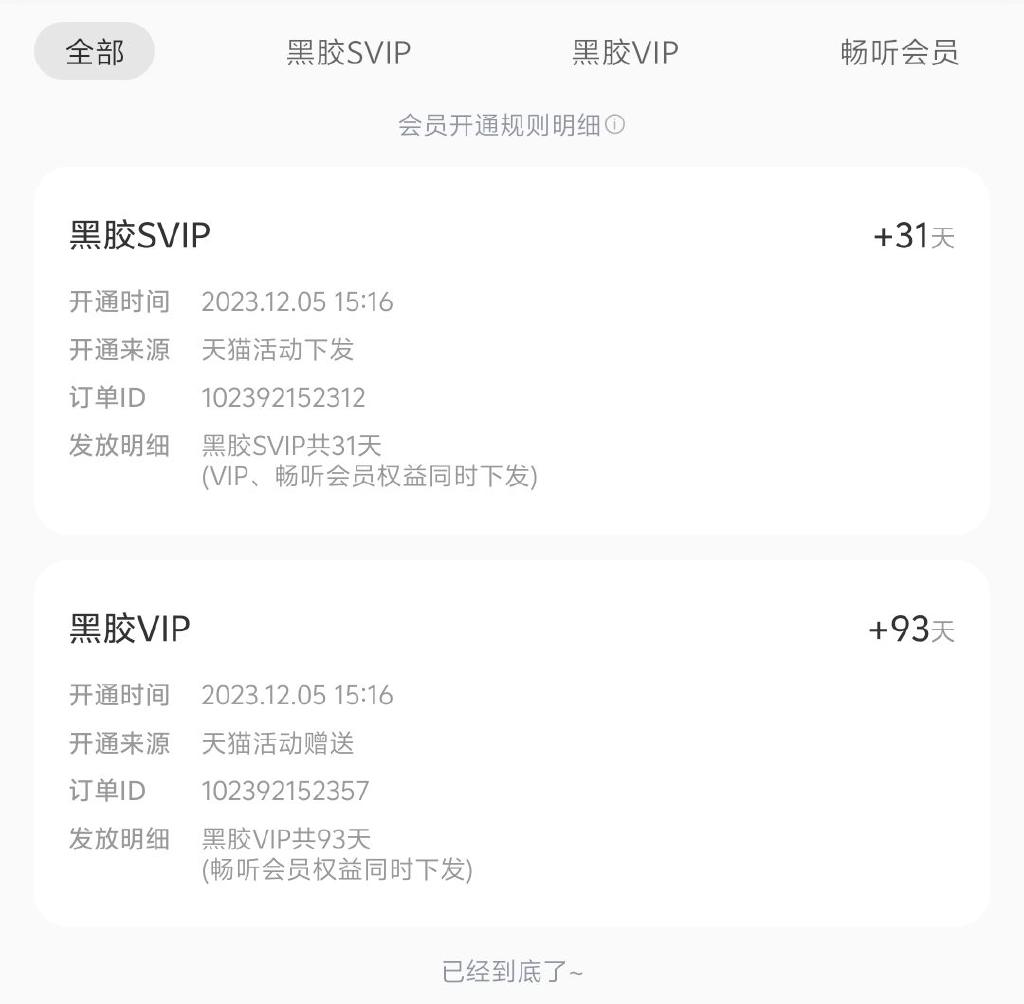 全部 黑胶SVIP 黑胶VIP 畅听会员
会员开通规则明细
黑胶SVIP +31天
开通时间 2023.12.05 15:16
开通来源 天猫活动下发
订单ID 102392152312
发放明细 黑胶SVIP共31天
(VIP、畅听会员权益同时下发)
黑胶VIP +93天
开通时间 2023.12.05 15:16
开通来源 天猫活动赠送
订单ID 102392152357
发放明细 黑胶VIP共93天
(畅听会员权益同时下发)
已经到底了~